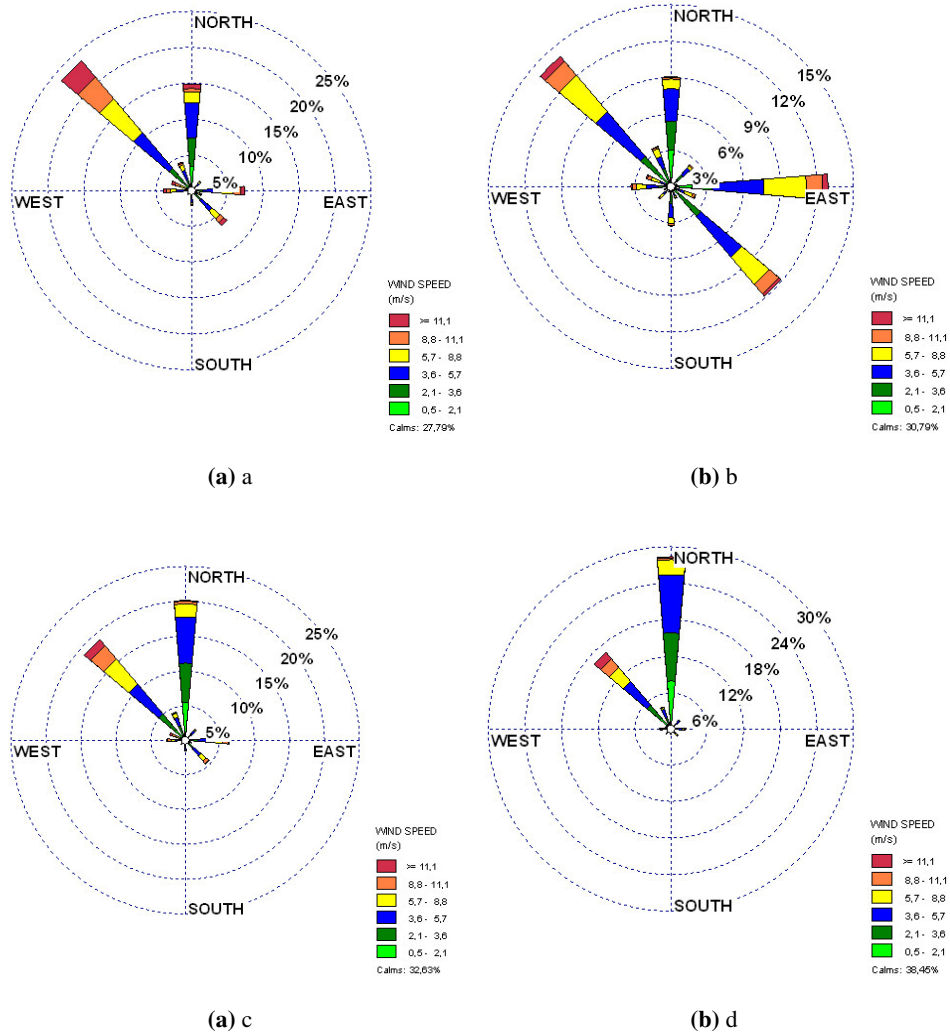 NORTH
25%
20%
15%
10%
5%
WEST
EAST
SOUTH
WIND SPEED
(m/s)
>= 11,1
8,8 - 11,1
5,7 - 8,8
3,6 - 5,7
2,1 - 3,6
0,5 - 2,1
Calms: 27,79%
(a) a
NORTH
15%
12%
9%
6%
3%
WEST
EAST
SOUTH
WIND SPEED
(m/s)
>= 11,1
8,8 - 11,1
5,7 - 8,8
3,6 - 5,7
2,1 - 3,6
0,5 - 2,1
Calms: 30,79%
(b) b
NORTH
25%
20%
15%
10%
5%
WEST
EAST
SOUTH
WIND SPEED
(m/s)
>= 11,1
8,8 - 11,1
5,7 - 8,8
3,6 - 5,7
2,1 - 3,6
0,5 - 2,1
Calms: 32,63%
(a) c
NORTH
30%
24%
18%
12%
6%
WEST
EAST
SOUTH
WIND SPEED
(m/s)
>= 11,1
8,8 - 11,1
5,7 - 8,8
3,6 - 5,7
2,1 - 3,6
0,5 - 2,1
Calms: 38,45%
(b) d